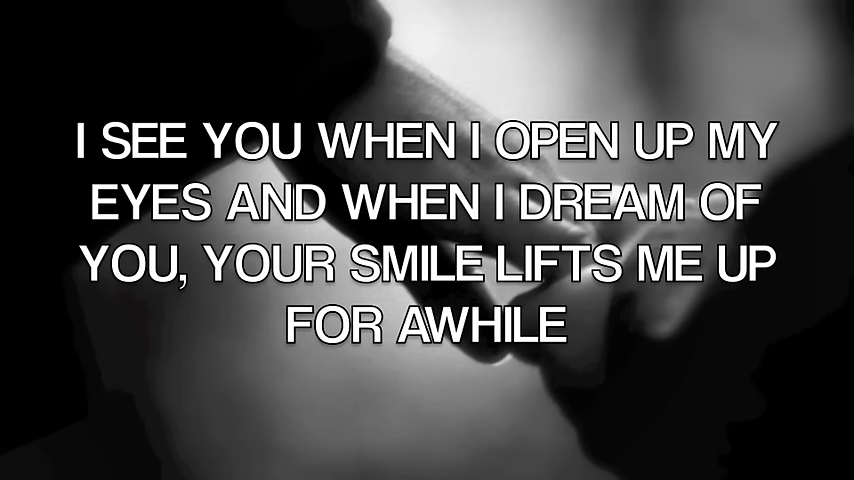 I SEE YOU WHEN I OPEN UP MY
EYES AND WHEN I DREAM OF
YOU, YOUR SMILE LIFTS ME UP
FOR AWHILE